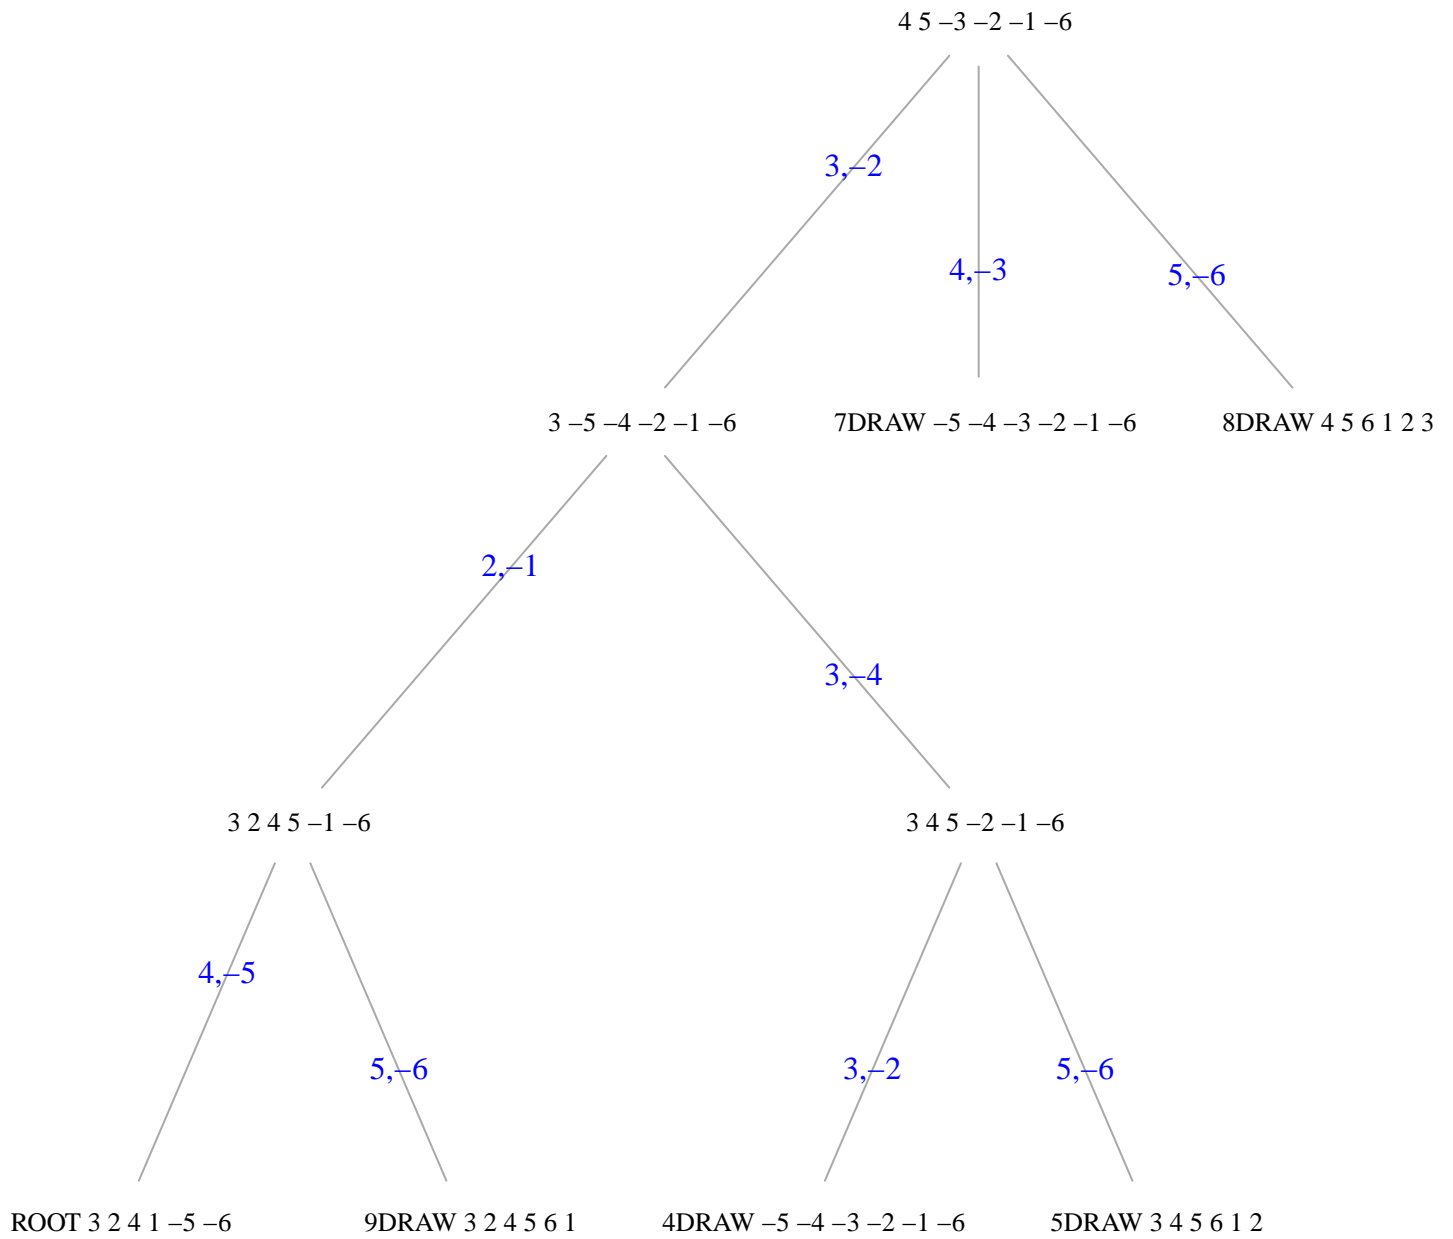 4 5 –3 –2 –1 –6
3,–2
4,–3
5,–6
3 –5 –4 –2 –1 –6
7DRAW –5 –4 –3 –2 –1 –6
8DRAW 4 5 6 1 2 3
2,–1
3,–4
3 2 4 5 –1 –6
3 4 5 –2 –1 –6
4,–5
5,–6
3,–2
5,–6
ROOT 3 2 4 1 –5 –6
9DRAW 3 2 4 5 6 1
4DRAW –5 –4 –3 –2 –1 –6
5DRAW 3 4 5 6 1 2